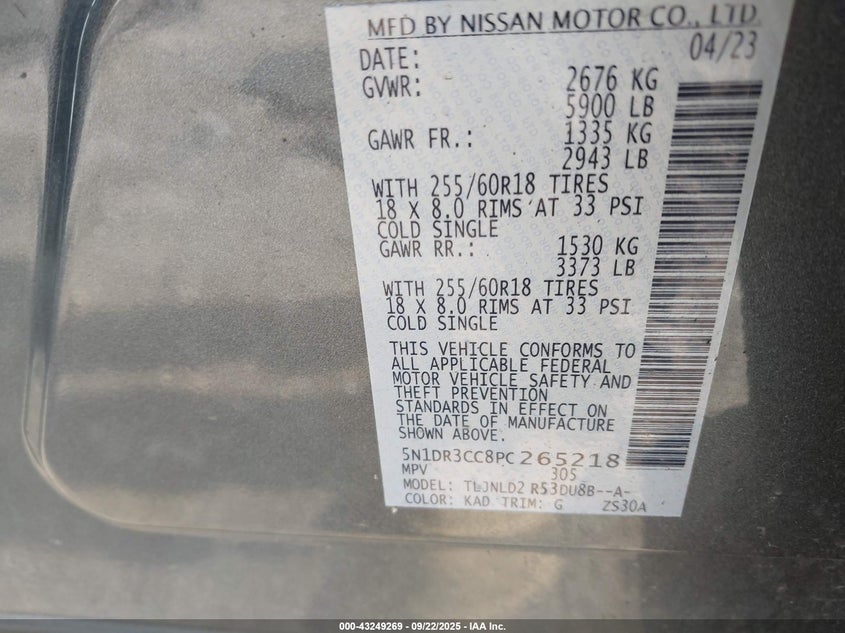 MFD BY NISSAN MOTOR CO., LTD.
DATE: 04/23
GVWR: 2676 KG
5900 LB
GAWR FR.: 1335 KG
2943 LB
WITH 255/60R18 TIRES
18 X 8.0 RIMS AT 33 PSI
COLD SINGLE
GAWR RR.: 1530 KG
3373 LB
WITH 255/60R18 TIRES
18 X 8.0 RIMS AT 33 PSI
COLD SINGLE
THIS VEHICLE CONFORMS TO
ALL APPLICABLE FEDERAL
MOTOR VEHICLE SAFETY AND
THEFT PREVENTION
STANDARDS IN EFFECT ON
THE DATE OF MANUFACTURE
SHOWN ABOVE.
5N1DR3CC8PC265218
MPV 305
MODEL: TLJNLD2 R53DU8B--A-
COLOR: KAD TRIM: G ZS30A
000-43249269 - 09/22/2025 - IAA Inc.